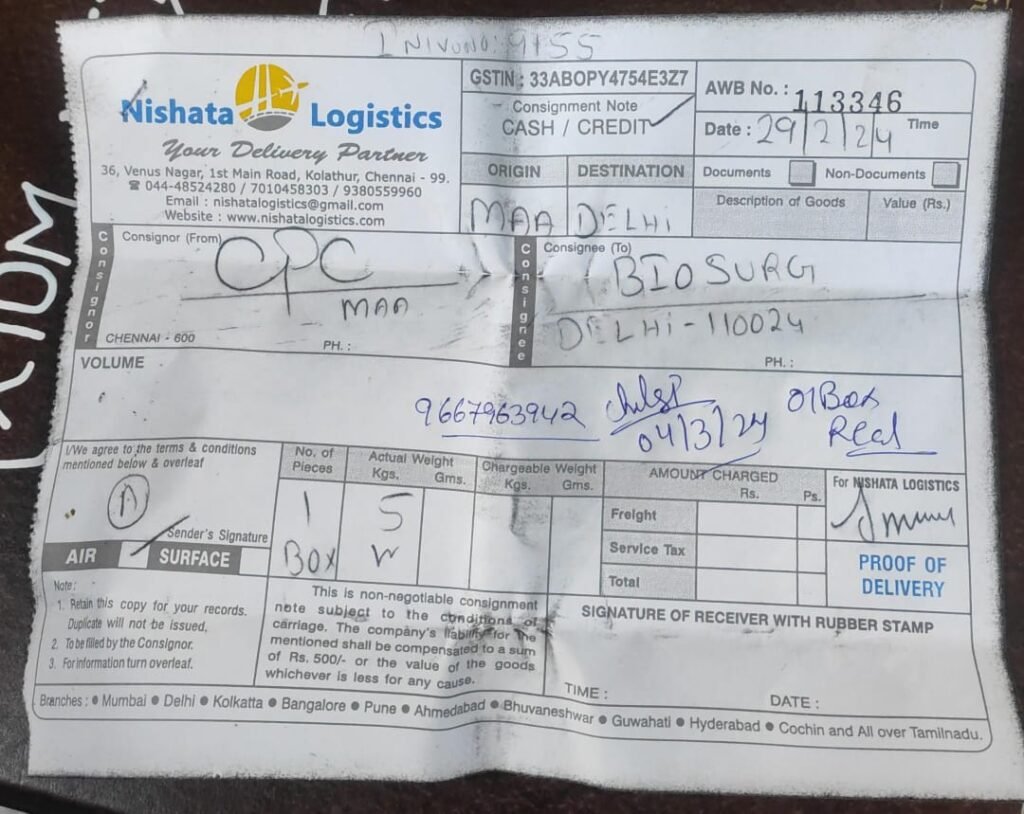 INIVUNO: 9155
Nishata Logistics
Your Delivery Partner
36, Venus Nagar, 1st Main Road, Kolathur, Chennai - 99.
☎ 044-48524280 / 7010458303 / 9380559960
Email : nishatalogistics@gmail.com
Website : www.nishatalogistics.com
GSTIN : 33ABOPY4754E3Z7
Consignment Note
CASH / CREDIT
AWB No. : 113346
Date : 29/2/24 Time
ORIGIN DESTINATION
MAA DELHI
Documents Non-Documents
Description of Goods Value (Rs.)
Consignor
Consignor (From)
CPC
MAA
CHENNAI - 600 PH. :
Consignee
Consignee (To)
BIO SURG
DELHI - 110024
PH. :
VOLUME
9667963942 04/3/24 01 Box
Recd
I/We agree to the terms & conditions
mentioned below & overleaf
A
Sender's Signature
AIR SURFACE
No. of Pieces
1
BOX
Actual Weight
Kgs. Gms.
5
W
Chargeable Weight
Kgs. Gms.
AMOUNT CHARGED
Rs. Ps.
Freight
Service Tax
Total
For NISHATA LOGISTICS
PROOF OF
DELIVERY
Note :
1. Retain this copy for your records.
Duplicate will not be issued,
2. To be filled by the Consignor.
3. For information turn overleaf.
This is non-negotiable consignment
note subject to the conditions of
carriage. The company's liability for the
mentioned shall be compensated to a sum
of Rs. 500/- or the value of the goods
whichever is less for any cause.
SIGNATURE OF RECEIVER WITH RUBBER STAMP
TIME : DATE :
Branches : ● Mumbai ● Delhi ● Kolkatta ● Bangalore ● Pune ● Ahmedabad ● Bhuvaneshwar ● Guwahati ● Hyderabad ● Cochin and All over Tamilnadu.